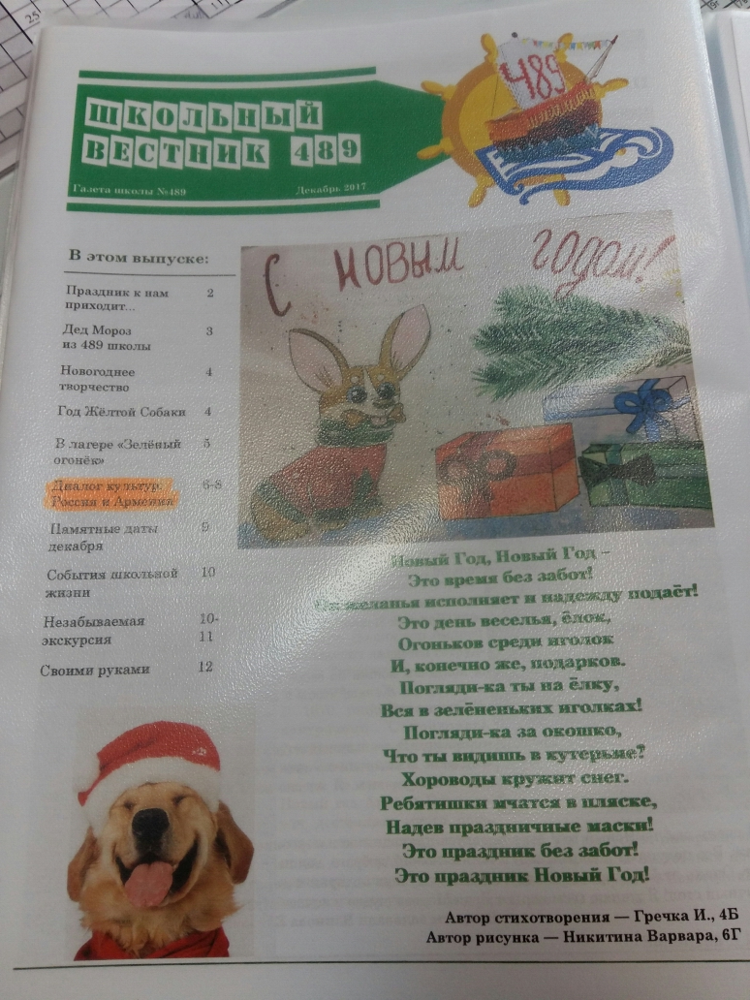 ШКОЛЬНЫЙ
ВЕСТНИК 489
Газета школы №489 Декабрь 2017
489
С НОВЫМ ГОДОМ!
В этом выпуске:
Праздник к нам 2
приходит...
Дед Мороз 3
из 489 школы
Новогоднее 4
творчество
Год Жёлтой Собаки 4
В лагере «Зелёный 5
огонёк»
Диалог культур: 6-8
Россия и Армения
Памятные даты 9
декабря
События школьной 10
жизни
Незабываемая 10-
экскурсия 11
Своими руками 12
Новый Год, Новый Год –
Это время без забот!
желанья исполняет и надежду подаёт!
Это день веселья, ёлок,
Огоньков среди иголок
И, конечно же, подарков.
Погляди-ка ты на ёлку,
Вся в зелёненьких иголках!
Погляди-ка за окошко,
Что ты видишь в кутерьме?
Хороводы кружит снег.
Ребятишки мчатся в пляске,
Надев праздничные маски!
Это праздник без забот!
Это праздник Новый Год!
Автор стихотворения — Гречка И., 4Б
Автор рисунка — Никитина Варвара, 6Г